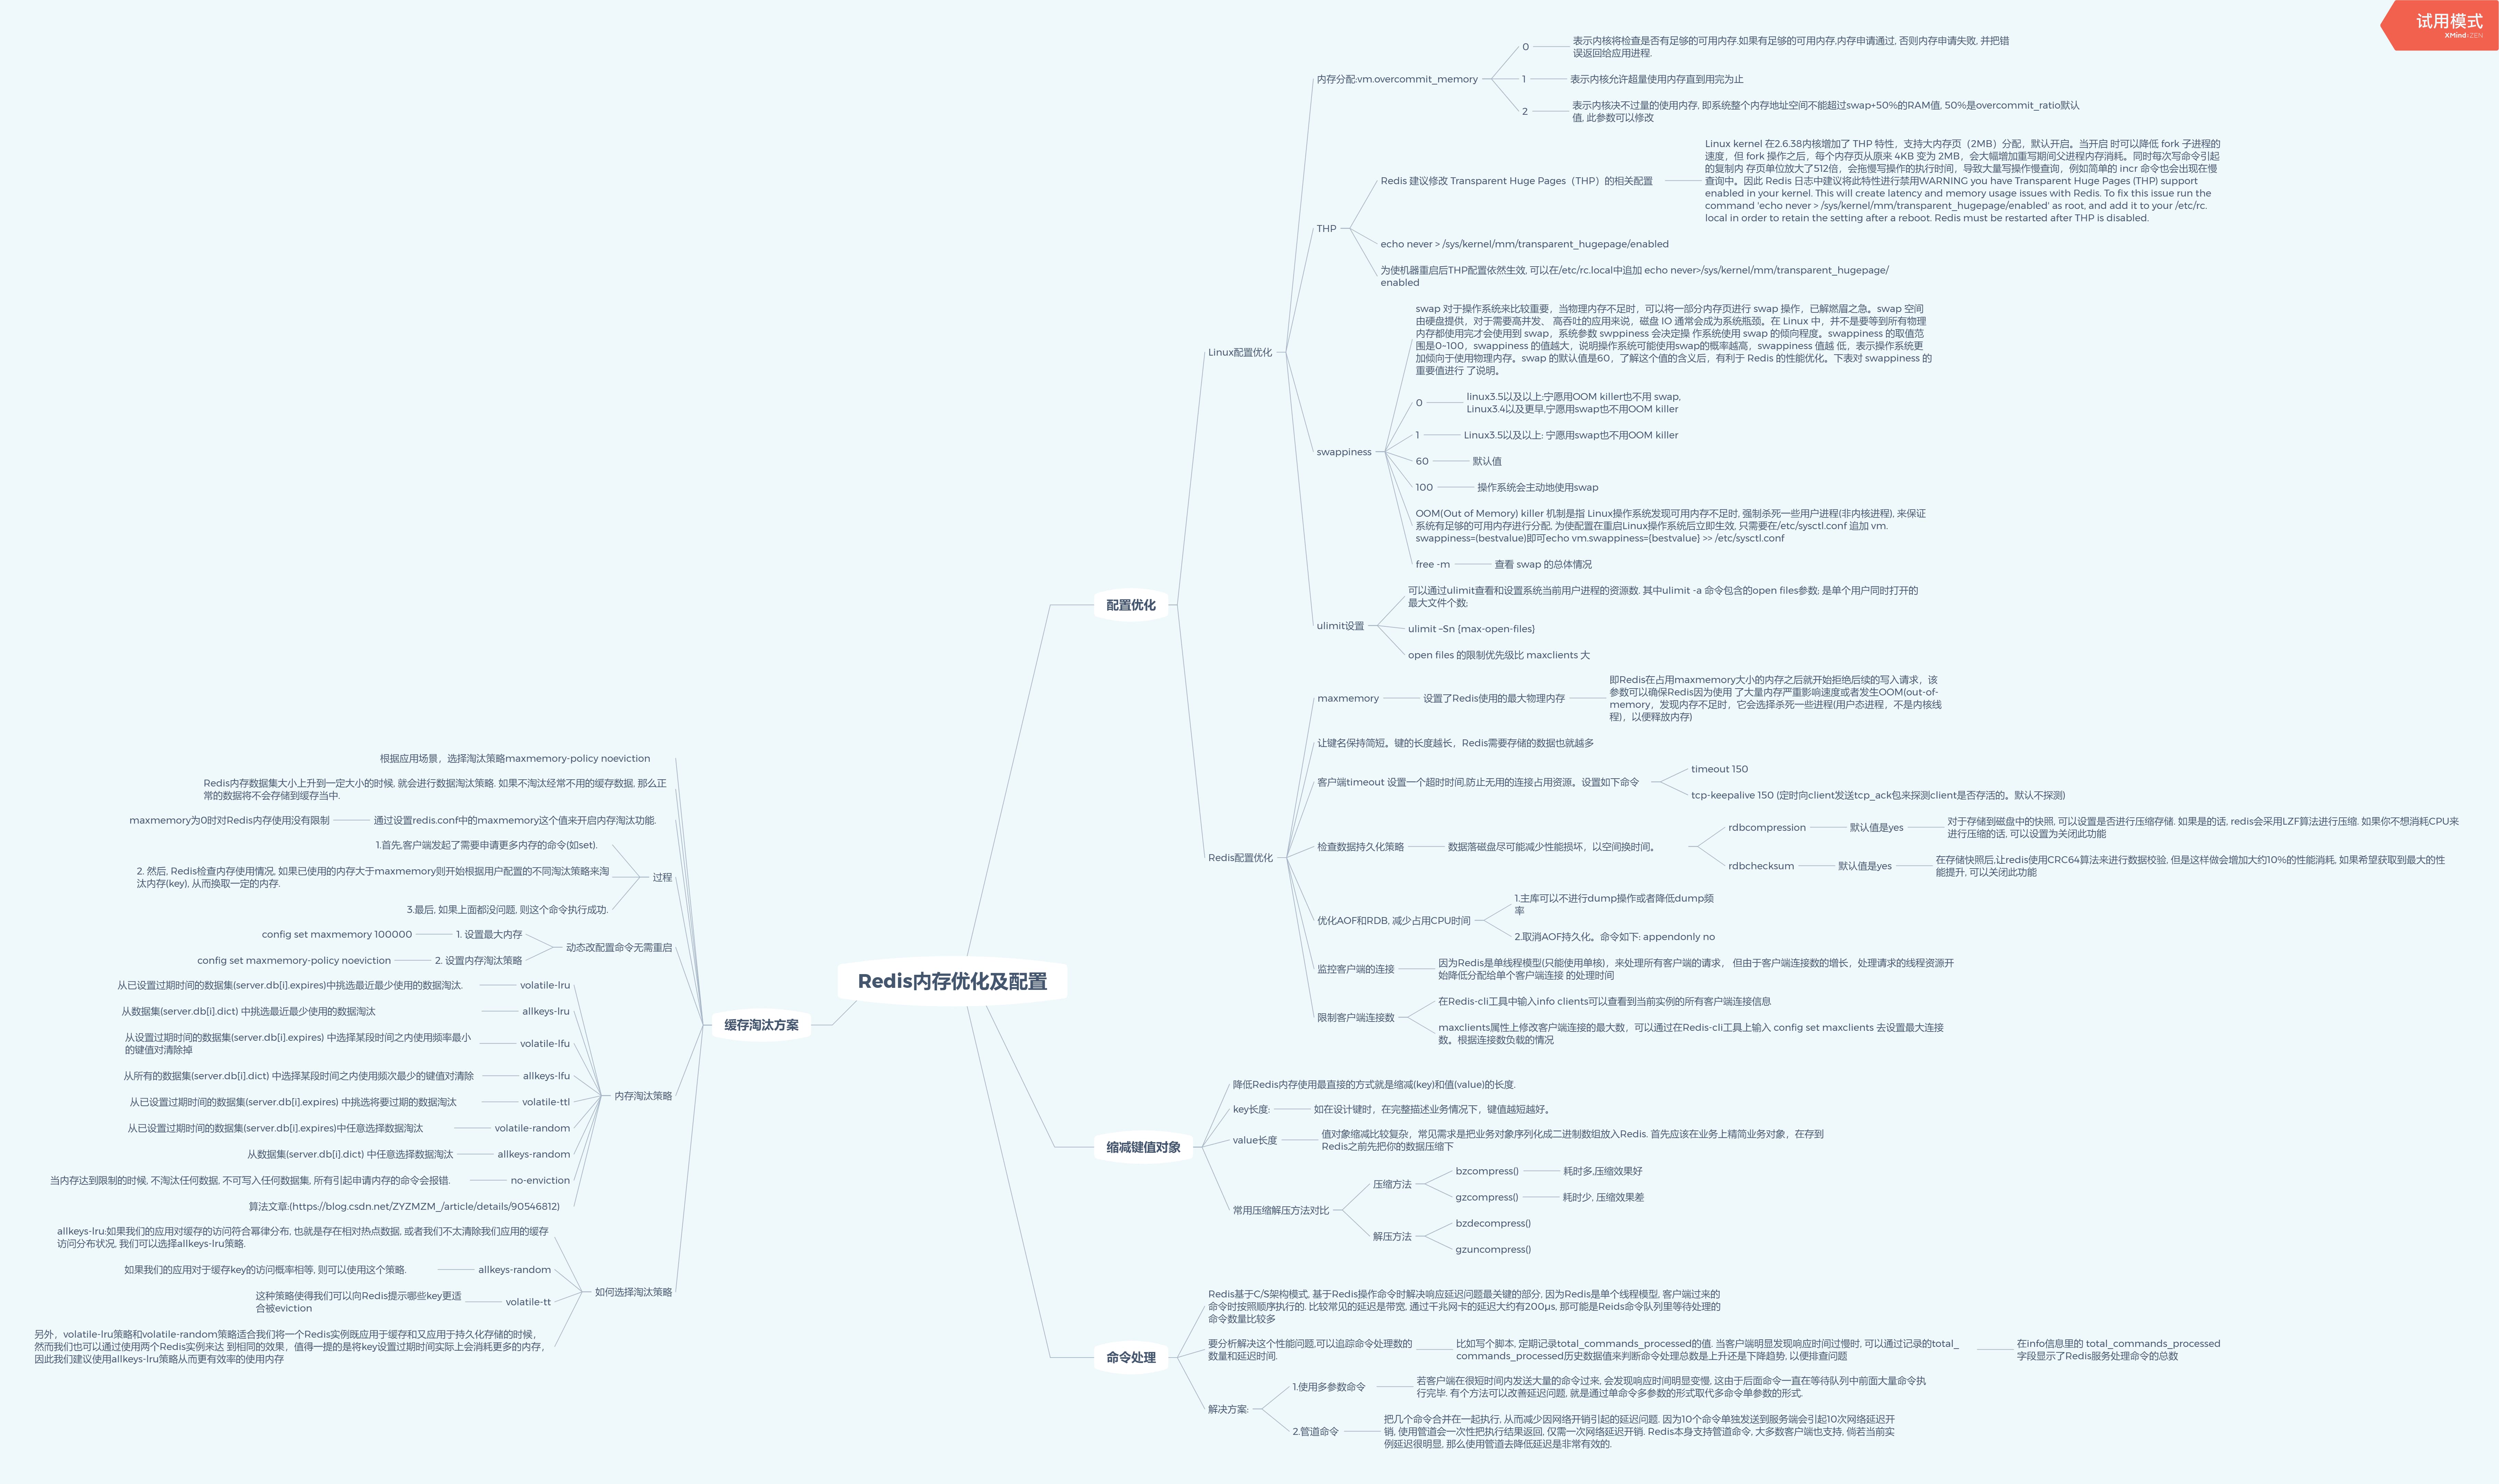 试用模式
XMind:ZEN
Redis内存优化及配置
配置优化
Linux配置优化
内存分配:vm.overcommit_memory
0
表示内核将检查是否有足够的可用内存.如果有足够的可用内存,内存申请通过, 否则内存申请失败, 并把错
误返回给应用进程.
1
表示内核允许超量使用内存直到用完为止
2
表示内核决不过量的使用内存, 即系统整个内存地址空间不能超过swap+50%的RAM值, 50%是overcommit_ratio默认
值, 此参数可以修改
THP
Redis 建议修改 Transparent Huge Pages（THP）的相关配置
Linux kernel 在2.6.38内核增加了 THP 特性，支持大内存页（2MB）分配，默认开启。当开启 时可以降低 fork 子进程的
速度，但 fork 操作之后，每个内存页从原来 4KB 变为 2MB，会大幅增加重写期间父进程内存消耗。同时每次写命令引起
的复制内 存页单位放大了512倍，会拖慢写操作的执行时间，导致大量写操作慢查询，例如简单的 incr 命令也会出现在慢
查询中。因此 Redis 日志中建议将此特性进行禁用WARNING you have Transparent Huge Pages (THP) support
enabled in your kernel. This will create latency and memory usage issues with Redis. To fix this issue run the
command 'echo never > /sys/kernel/mm/transparent_hugepage/enabled' as root, and add it to your /etc/rc.
local in order to retain the setting after a reboot. Redis must be restarted after THP is disabled.
echo never > /sys/kernel/mm/transparent_hugepage/enabled
为使机器重启后THP配置依然生效, 可以在/etc/rc.local中追加 echo never>/sys/kernel/mm/transparent_hugepage/
enabled
swappiness
swap 对于操作系统来比较重要，当物理内存不足时，可以将一部分内存页进行 swap 操作，已解燃眉之急。swap 空间
由硬盘提供，对于需要高并发、 高吞吐的应用来说，磁盘 IO 通常会成为系统瓶颈。在 Linux 中，并不是要等到所有物理
内存都使用完才会使用到 swap，系统参数 swppiness 会决定操 作系统使用 swap 的倾向程度。swappiness 的取值范
围是0~100，swappiness 的值越大，说明操作系统可能使用swap的概率越高，swappiness 值越 低，表示操作系统更
加倾向于使用物理内存。swap 的默认值是60，了解这个值的含义后，有利于 Redis 的性能优化。下表对 swappiness 的
重要值进行 了说明。
0
linux3.5以及以上:宁愿用OOM killer也不用 swap,
Linux3.4以及更早,宁愿用swap也不用OOM killer
1
Linux3.5以及以上: 宁愿用swap也不用OOM killer
60
默认值
100
操作系统会主动地使用swap
OOM(Out of Memory) killer 机制是指 Linux操作系统发现可用内存不足时, 强制杀死一些用户进程(非内核进程), 来保证
系统有足够的可用内存进行分配, 为使配置在重启Linux操作系统后立即生效, 只需要在/etc/sysctl.conf 追加 vm.
swappiness=(bestvalue)即可echo vm.swappiness={bestvalue} >> /etc/sysctl.conf
free -m
查看 swap 的总体情况
ulimit设置
可以通过ulimit查看和设置系统当前用户进程的资源数. 其中ulimit -a 命令包含的open files参数; 是单个用户同时打开的
最大文件个数;
ulimit –Sn {max-open-files}
open files 的限制优先级比 maxclients 大
Redis配置优化
maxmemory
设置了Redis使用的最大物理内存
即Redis在占用maxmemory大小的内存之后就开始拒绝后续的写入请求，该
参数可以确保Redis因为使用 了大量内存严重影响速度或者发生OOM(out-of-
memory，发现内存不足时，它会选择杀死一些进程(用户态进程，不是内核线
程)，以便释放内存)
让键名保持简短。键的长度越长，Redis需要存储的数据也就越多
客户端timeout 设置一个超时时间,防止无用的连接占用资源。设置如下命令
timeout 150
tcp-keepalive 150 (定时向client发送tcp_ack包来探测client是否存活的。默认不探测)
检查数据持久化策略
数据落磁盘尽可能减少性能损坏，以空间换时间。
rdbcompression
默认值是yes
对于存储到磁盘中的快照, 可以设置是否进行压缩存储. 如果是的话, redis会采用LZF算法进行压缩. 如果你不想消耗CPU来
进行压缩的话, 可以设置为关闭此功能
rdbchecksum
默认值是yes
在存储快照后,让redis使用CRC64算法来进行数据校验, 但是这样做会增加大约10%的性能消耗, 如果希望获取到最大的性
能提升, 可以关闭此功能
优化AOF和RDB, 减少占用CPU时间
1.主库可以不进行dump操作或者降低dump频
率
2.取消AOF持久化。命令如下: appendonly no
监控客户端的连接
因为Redis是单线程模型(只能使用单核)，来处理所有客户端的请求， 但由于客户端连接数的增长，处理请求的线程资源开
始降低分配给单个客户端连接 的处理时间
限制客户端连接数
在Redis-cli工具中输入info clients可以查看到当前实例的所有客户端连接信息
maxclients属性上修改客户端连接的最大数，可以通过在Redis-cli工具上输入 config set maxclients 去设置最大连接
数。根据连接数负载的情况
缩减键值对象
降低Redis内存使用最直接的方式就是缩减(key)和值(value)的长度.
key长度:
如在设计键时，在完整描述业务情况下，键值越短越好。
value长度
值对象缩减比较复杂，常见需求是把业务对象序列化成二进制数组放入Redis. 首先应该在业务上精简业务对象，在存到
Redis之前先把你的数据压缩下
常用压缩解压方法对比
压缩方法
bzcompress()
耗时多,压缩效果好
gzcompress()
耗时少, 压缩效果差
解压方法
bzdecompress()
gzuncompress()
命令处理
Redis基于C/S架构模式, 基于Redis操作命令时解决响应延迟问题最关键的部分, 因为Redis是单个线程模型, 客户端过来的
命令时按照顺序执行的. 比较常见的延迟是带宽, 通过千兆网卡的延迟大约有200μs, 那可能是Reids命令队列里等待处理的
命令数量比较多
要分析解决这个性能问题,可以追踪命令处理数的
数量和延迟时间.
比如写个脚本, 定期记录total_commands_processed的值. 当客户端明显发现响应时间过慢时, 可以通过记录的total_
commands_processed历史数据值来判断命令处理总数是上升还是下降趋势, 以便排查问题
在info信息里的 total_commands_processed
字段显示了Redis服务处理命令的总数
解决方案:
1.使用多参数命令
若客户端在很短时间内发送大量的命令过来, 会发现响应时间明显变慢, 这由于后面命令一直在等待队列中前面大量命令执
行完毕. 有个方法可以改善延迟问题, 就是通过单命令多参数的形式取代多命令单参数的形式.
2.管道命令
把几个命令合并在一起执行, 从而减少因网络开销引起的延迟问题. 因为10个命令单独发送到服务端会引起10次网络延迟开
销, 使用管道会一次性把执行结果返回, 仅需一次网络延迟开销. Redis本身支持管道命令, 大多数客户端也支持, 倘若当前实
例延迟很明显, 那么使用管道去降低延迟是非常有效的.
缓存淘汰方案
根据应用场景，选择淘汰策略maxmemory-policy noeviction
Redis内存数据集大小上升到一定大小的时候, 就会进行数据淘汰策略. 如果不淘汰经常不用的缓存数据, 那么正
常的数据将不会存储到缓存当中.
maxmemory为0时对Redis内存使用没有限制
通过设置redis.conf中的maxmemory这个值来开启内存淘汰功能.
过程
1.首先,客户端发起了需要申请更多内存的命令(如set).
2. 然后, Redis检查内存使用情况, 如果已使用的内存大于maxmemory则开始根据用户配置的不同淘汰策略来淘
汰内存(key), 从而换取一定的内存.
3.最后, 如果上面都没问题, 则这个命令执行成功.
动态改配置命令无需重启
config set maxmemory 100000
1. 设置最大内存
config set maxmemory-policy noeviction
2. 设置内存淘汰策略
内存淘汰策略
从已设置过期时间的数据集(server.db[i].expires)中挑选最近最少使用的数据淘汰.
volatile-lru
从数据集(server.db[i].dict) 中挑选最近最少使用的数据淘汰
allkeys-lru
从设置过期时间的数据集(server.db[i].expires) 中选择某段时间之内使用频率最小
的键值对清除掉
volatile-lfu
从所有的数据集(server.db[i].dict) 中选择某段时间之内使用频次最少的键值对清除
allkeys-lfu
从已设置过期时间的数据集(server.db[i].expires) 中挑选将要过期的数据淘汰
volatile-ttl
从已设置过期时间的数据集(server.db[i].expires)中任意选择数据淘汰
volatile-random
从数据集(server.db[i].dict) 中任意选择数据淘汰
allkeys-random
当内存达到限制的时候, 不淘汰任何数据, 不可写入任何数据集, 所有引起申请内存的命令会报错.
no-enviction
算法文章:(https://blog.csdn.net/ZYZMZM_/article/details/90546812)
如何选择淘汰策略
allkeys-lru:如果我们的应用对缓存的访问符合幂律分布, 也就是存在相对热点数据, 或者我们不太清除我们应用的缓存
访问分布状况, 我们可以选择allkeys-lru策略.
如果我们的应用对于缓存key的访问概率相等, 则可以使用这个策略.
allkeys-random
这种策略使得我们可以向Redis提示哪些key更适
合被eviction
volatile-tt
另外，volatile-lru策略和volatile-random策略适合我们将一个Redis实例既应用于缓存和又应用于持久化存储的时候，
然而我们也可以通过使用两个Redis实例来达 到相同的效果，值得一提的是将key设置过期时间实际上会消耗更多的内存，
因此我们建议使用allkeys-lru策略从而更有效率的使用内存